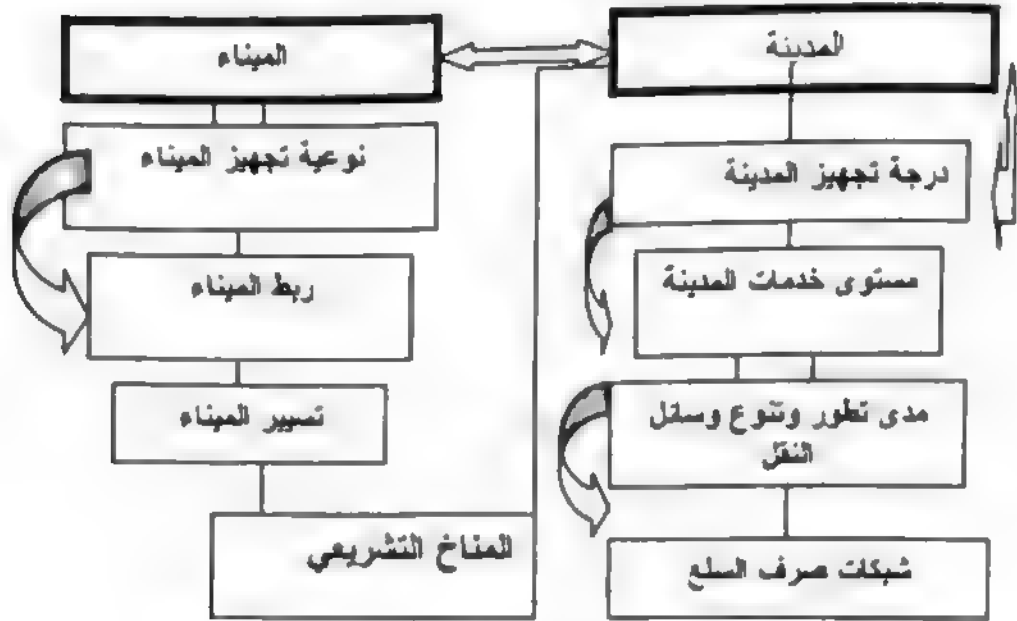 الميناء
المدينة
نوعية تجهيز الميناء
درجة تجهيز المدينة
ربط الميناء
مستوى خدمات المدينة
تسيير الميناء
مدى تطور وتنوع وسائل
النقل
المناخ التشريعي
شبكات صرف السلع